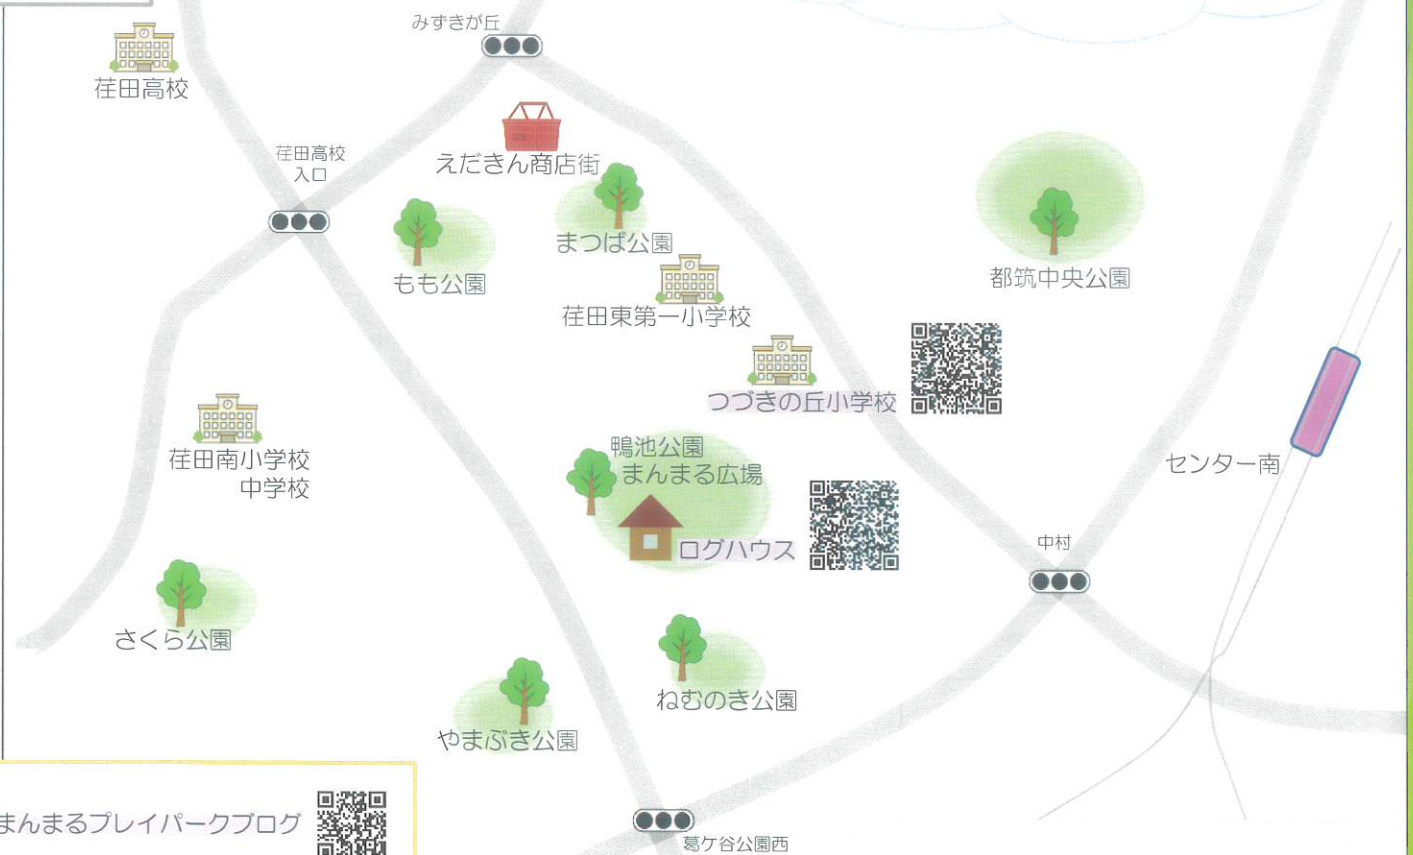 みずきが丘
荏田高校
荏田高校
入口
えだきん商店街
まつば公園
もも公園
都筑中央公園
荏田東第一小学校
つづきの丘小学校
荏田南小学校
中学校
鴨池公園
まんまる広場
センター南
ログハウス
中村
さくら公園
ねむのき公園
やまぶき公園
まんまるプレイパークブログ
葛ケ谷公園西